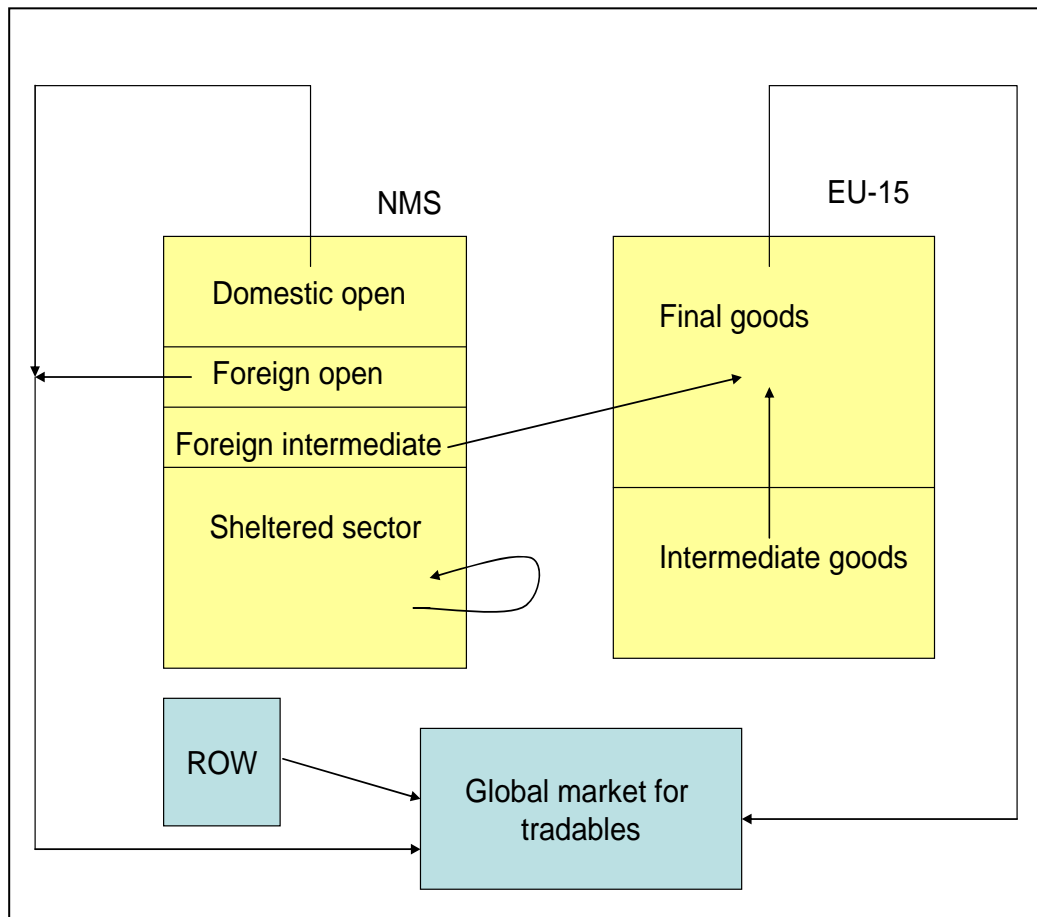 NMS
EU-15
Domestic open
Final goods
Foreign open
Foreign intermediate
Sheltered sector
Intermediate goods
ROW
Global market for
tradables